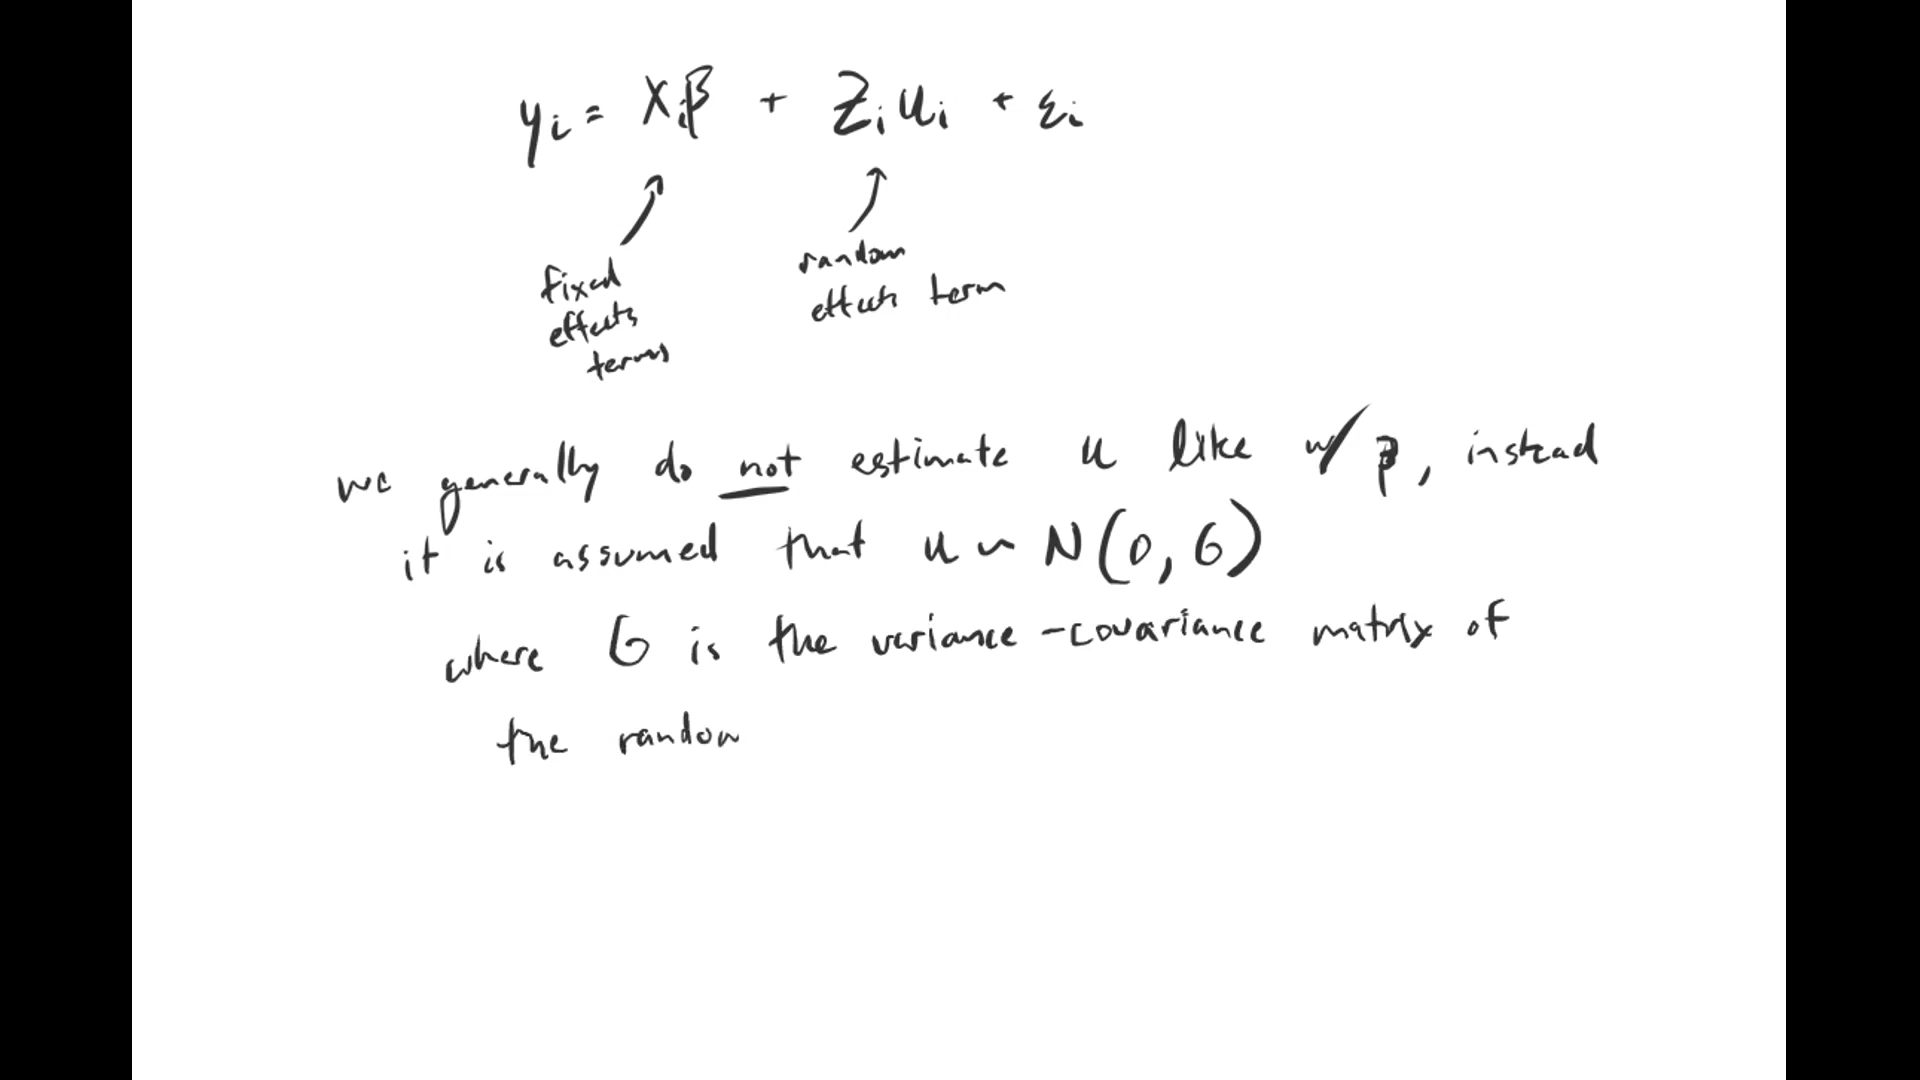 yᵢ = Xᵢβ + Zᵢuᵢ + εᵢ
fixed
effects
terms
random
effects term
we generally do not estimate u like w/ β, instead
it is assumed that u ~ N(0, G)
where G is the variance-covariance matrix of
the random